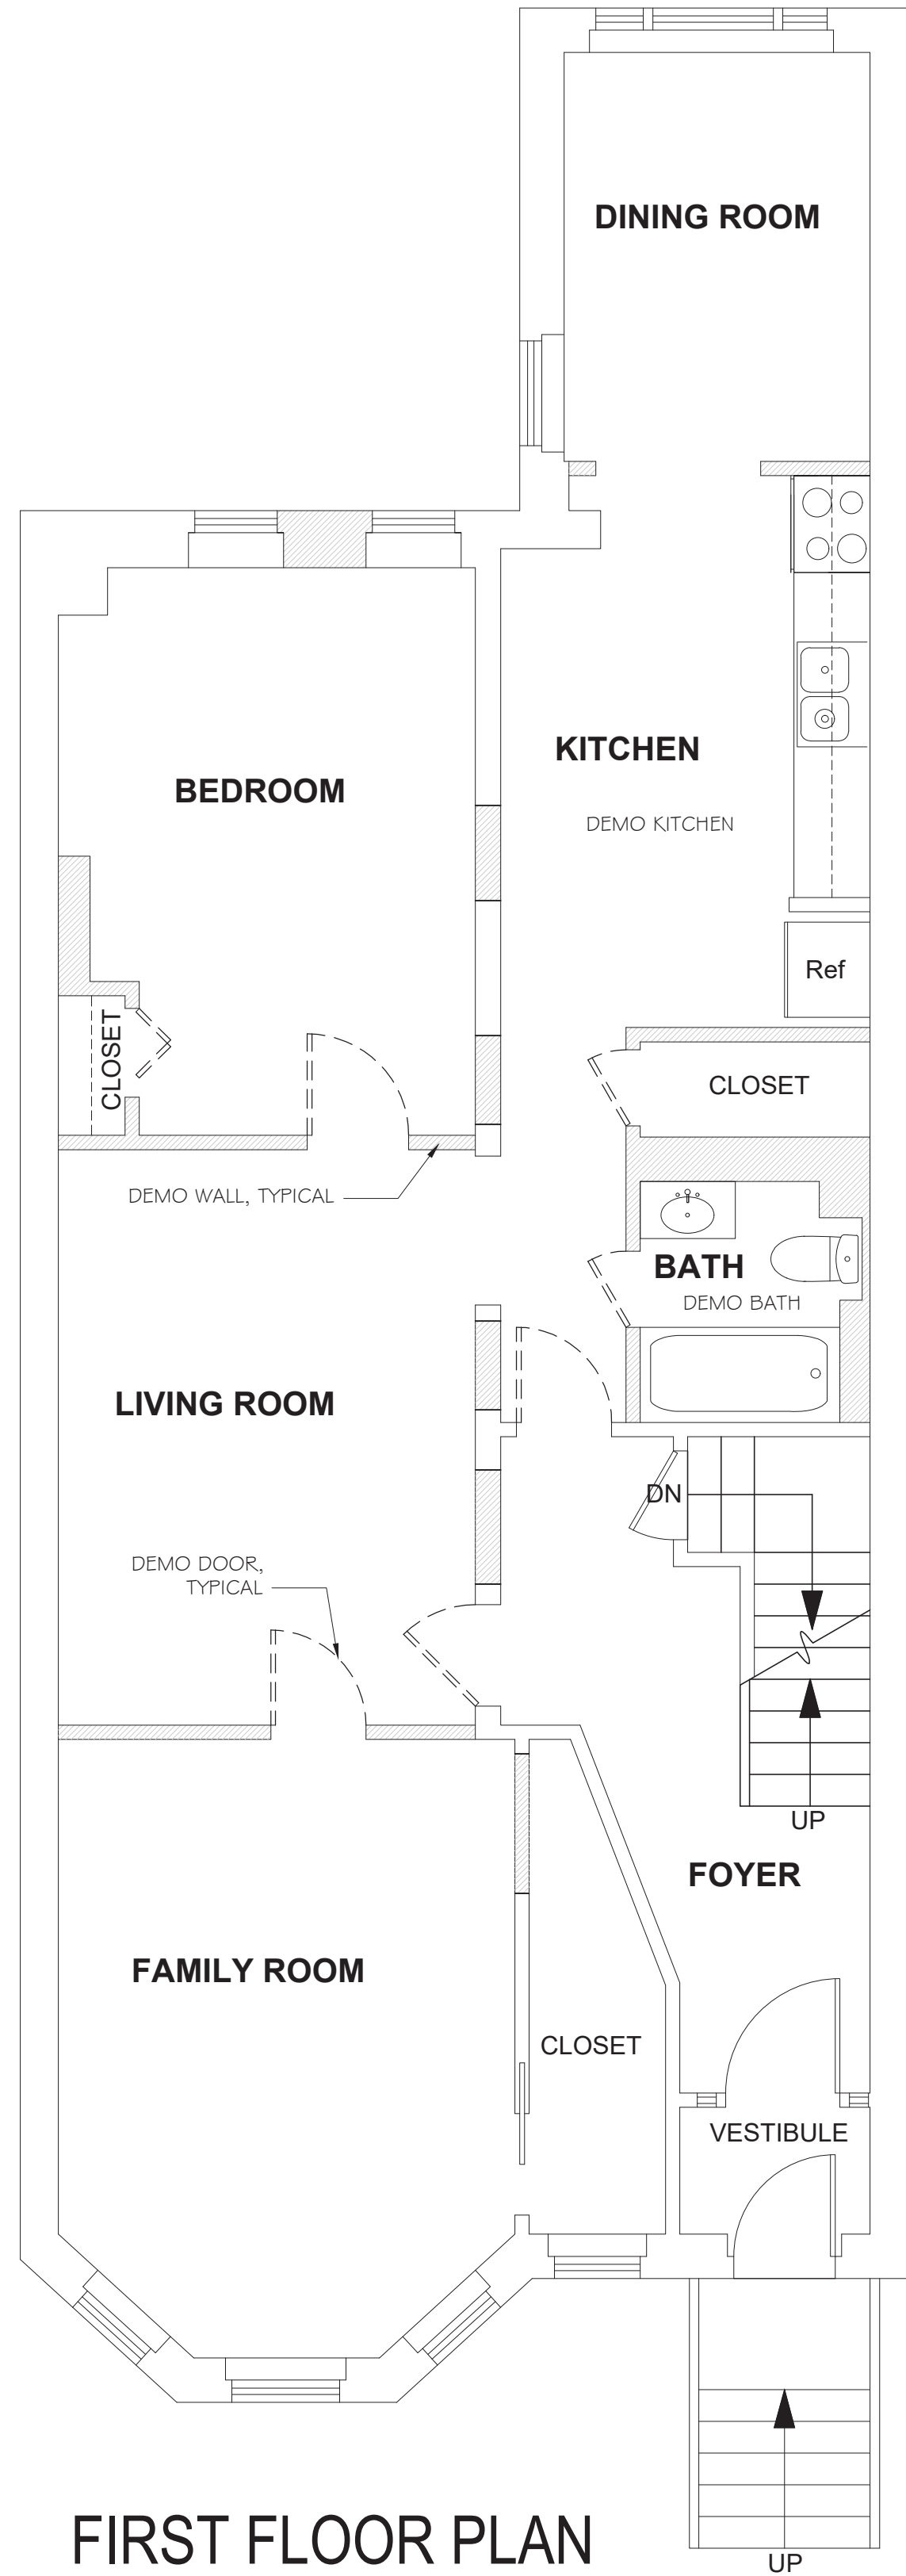 DINING ROOM
KITCHEN
BEDROOM
DEMO KITCHEN
Ref
CLOSET
CLOSET
DEMO WALL, TYPICAL
BATH
DEMO BATH
LIVING ROOM
DN
DEMO DOOR,
TYPICAL
UP
FOYER
FAMILY ROOM
CLOSET
VESTIBULE
FIRST FLOOR PLAN
UP